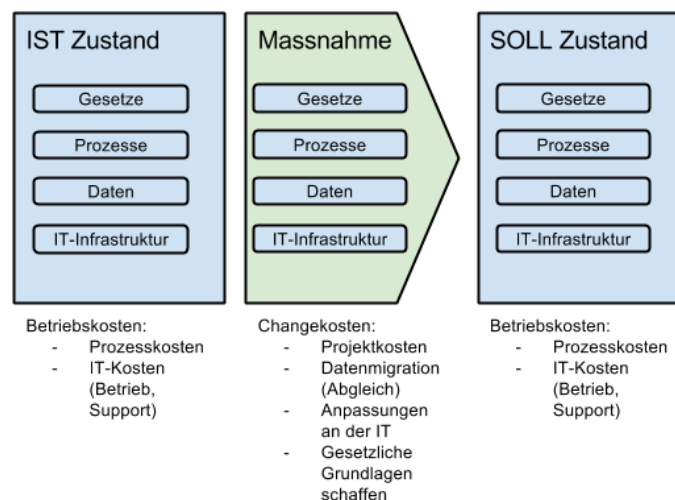 IST Zustand
Gesetze
Prozesse
Daten
IT-Infrastruktur
Betriebskosten:
- Prozesskosten
- IT-Kosten
(Betrieb,
Support)
Massnahme
Gesetze
Prozesse
Daten
IT-Infrastruktur
Changekosten:
- Projektkosten
- Datenmigration
(Abgleich)
- Anpassungen
an der IT
- Gesetzliche
Grundlagen
schaffen
SOLL Zustand
Gesetze
Prozesse
Daten
IT-Infrastruktur
Betriebskosten:
- Prozesskosten
- IT-Kosten
(Betrieb,
Support)